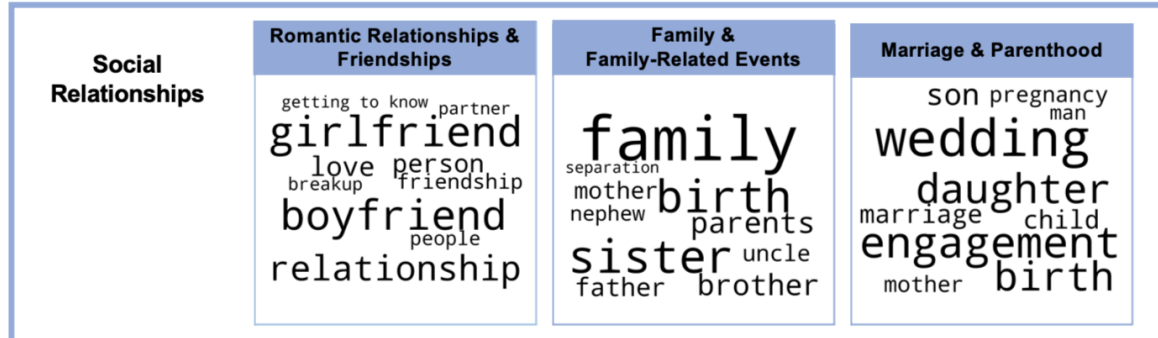 Social
Relationships
Romantic Relationships &
Friendships
getting to know
partner
girlfriend
love
person
breakup
friendship
boyfriend
people
relationship
Family &
Family-Related Events
family
separation
mother
birth
nephew
parents
sister
uncle
father
brother
Marriage & Parenthood
son
pregnancy
man
wedding
daughter
marriage
child
engagement
mother
birth